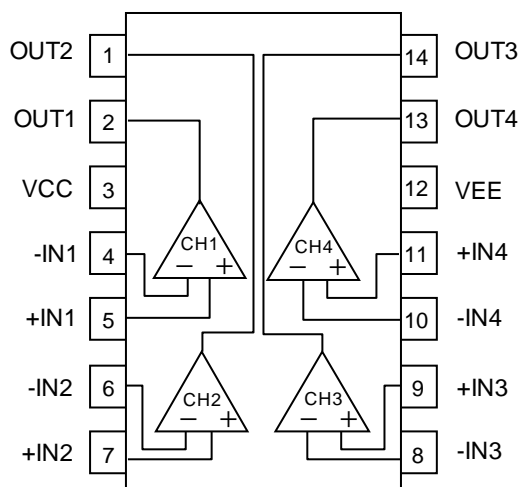 OUT2 1 14 OUT3
OUT1 2 13 OUT4
VCC 3 12 VEE
CH1 CH4
-IN1 4 − + − + 11 +IN4
+IN1 5 10 -IN4
-IN2 6 9 +IN3
CH2 CH3
− + − +
+IN2 7 8 -IN3